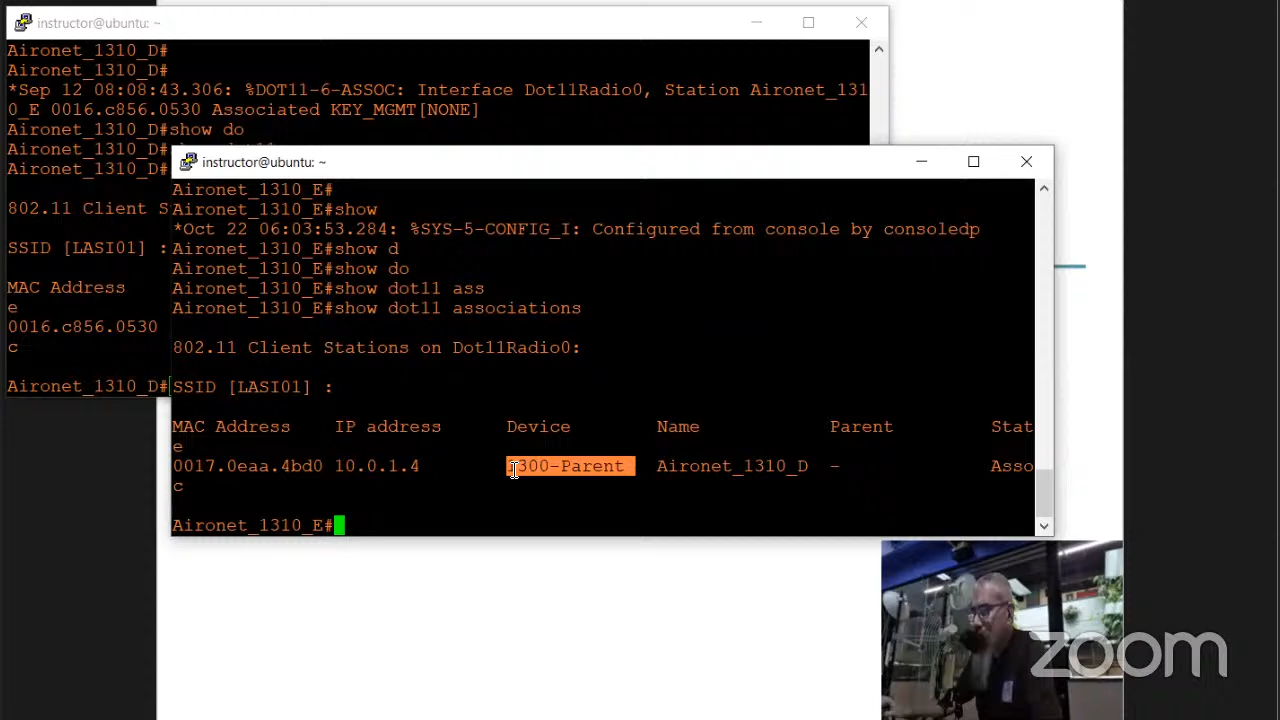 instructor@ubuntu: ~
Aironet_1310_D#
Aironet_1310_D#
*Sep 12 08:08:43.306: %DOT11-6-ASSOC: Interface Dot11Radio0, Station Aironet_131
0_E 0016.c856.0530 Associated KEY_MGMT[NONE]
Aironet_1310_D#show do
Aironet_1310_D#
Aironet_1310_D#
802.11 Client S
SSID [LASI01] :
MAC Address
e
0016.c856.0530
c
Aironet_1310_D#
instructor@ubuntu: ~
Aironet_1310_E#
Aironet_1310_E#show
*Oct 22 06:03:53.284: %SYS-5-CONFIG_I: Configured from console by consoledp
Aironet_1310_E#show d
Aironet_1310_E#show do
Aironet_1310_E#show dot11 ass
Aironet_1310_E#show dot11 associations
802.11 Client Stations on Dot11Radio0:
SSID [LASI01] :
MAC Address IP address Device Name Parent Stat
e
0017.0eaa.4bd0 10.0.1.4 1300-Parent Aironet_1310_D - Asso
c
Aironet_1310_E#
zoom